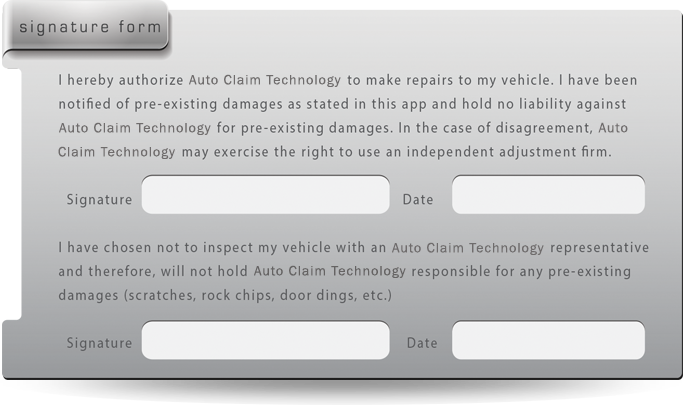 signature form
I hereby authorize Auto Claim Technology to make repairs to my vehicle. I have been
notified of pre-existing damages as stated in this app and hold no liability against
Auto Claim Technology for pre-existing damages. In the case of disagreement, Auto
Claim Technology may exercise the right to use an independent adjustment firm.
Signature Date
I have chosen not to inspect my vehicle with an Auto Claim Technology representative
and therefore, will not hold Auto Claim Technology responsible for any pre-existing
damages (scratches, rock chips, door dings, etc.)
Signature Date